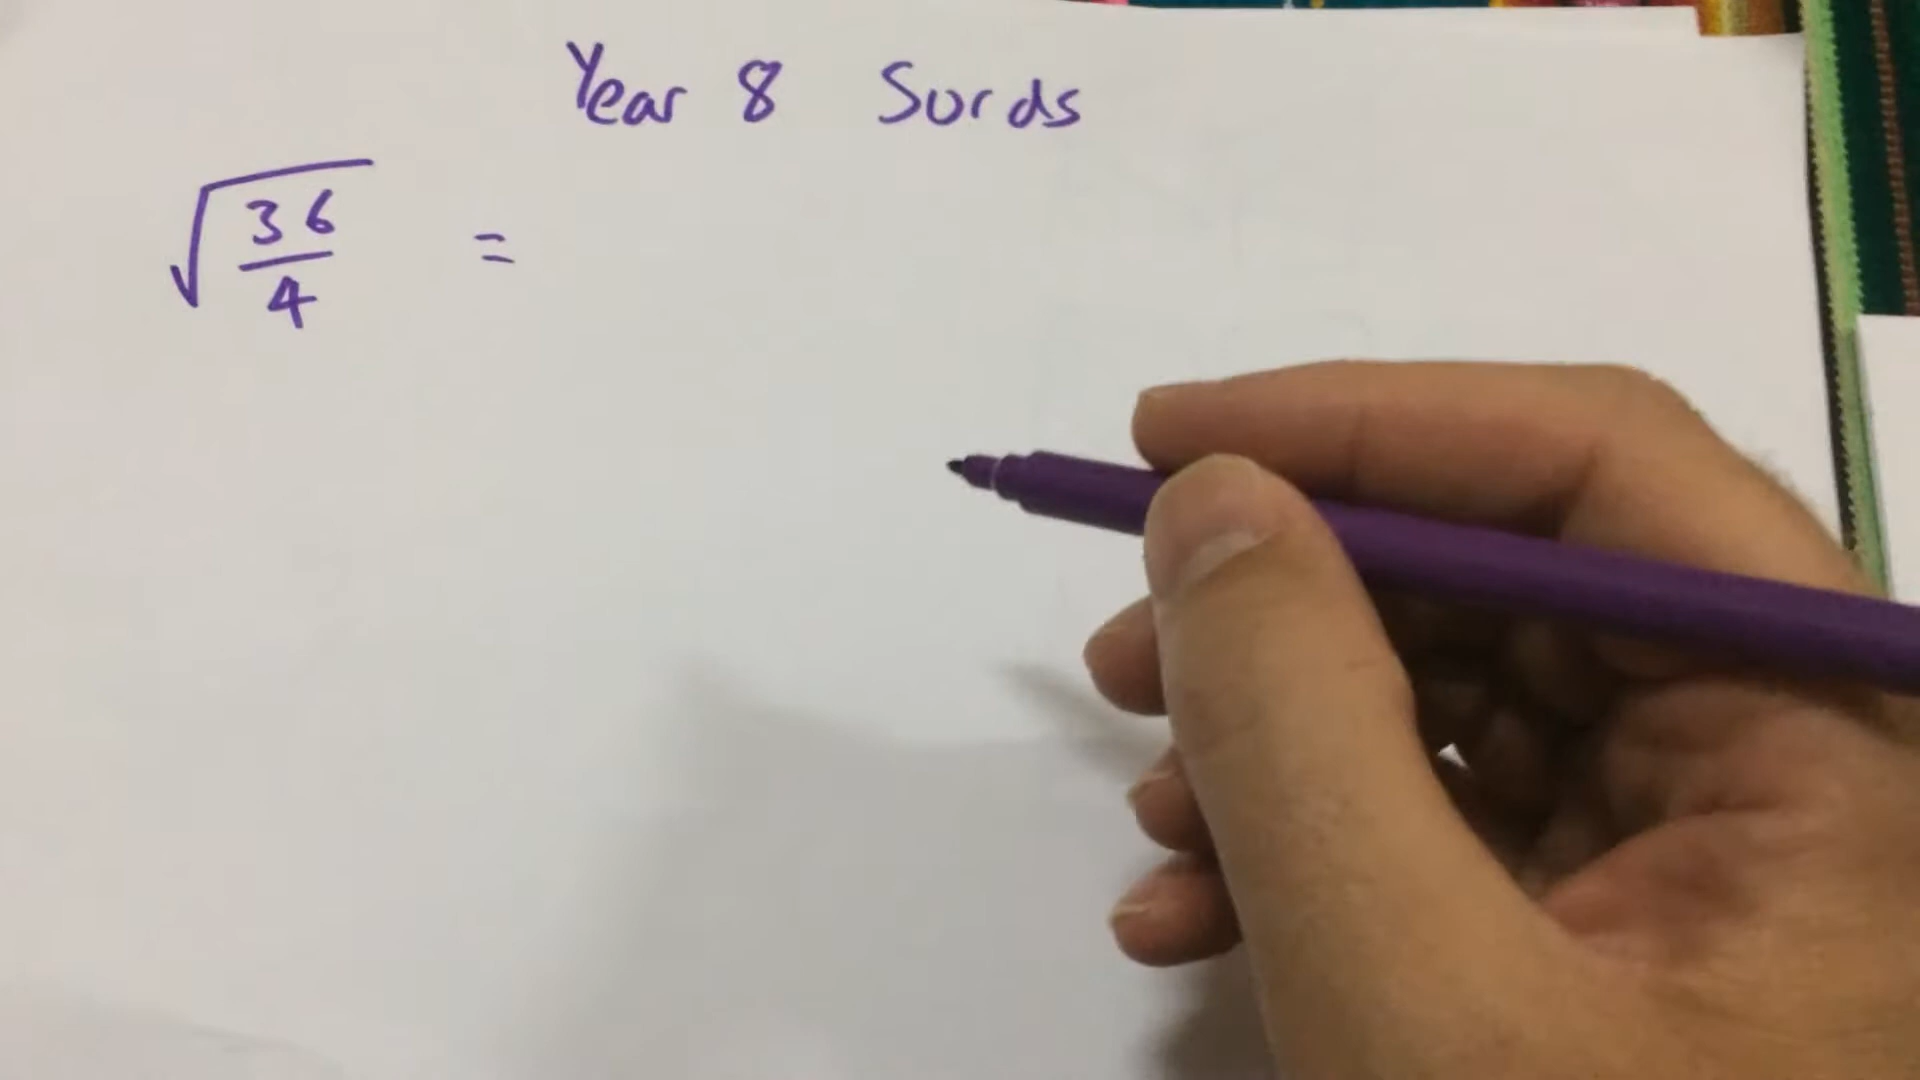 Year 8 Surds
√(36/4) =